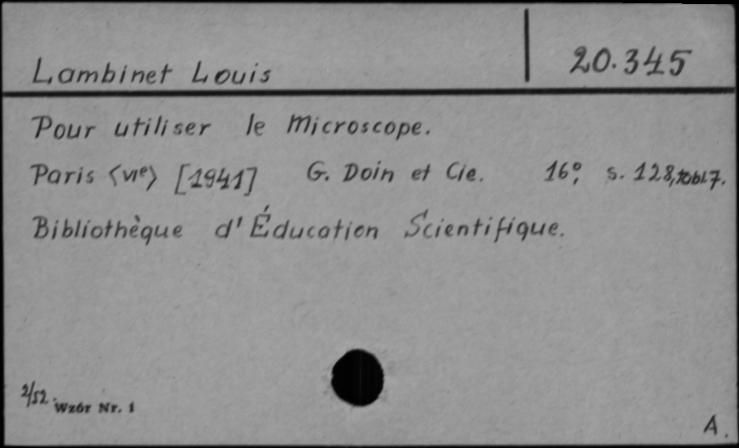 Lambinet Louis 20.345
Pour utiliser le Microscope.
Paris <VIe> [1941] G. Doin et Cie. 16º, s. 128, tabl. 7.
Bibliothèque d'Éducation Scientifique.
2/52. Wzór Nr. 1
A.